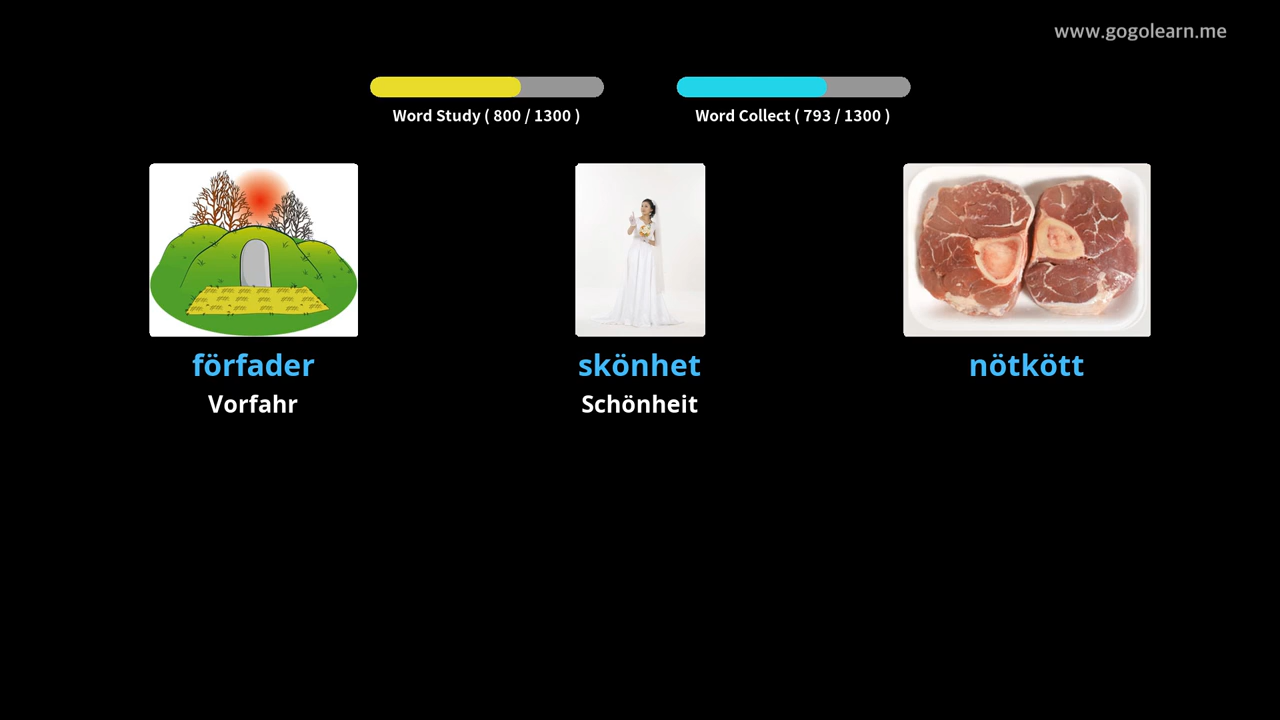 www.gogolearn.me
Word Study ( 800 / 1300 )
Word Collect ( 793 / 1300 )
förfader
skönhet
nötkött
Vorfahr
Schönheit